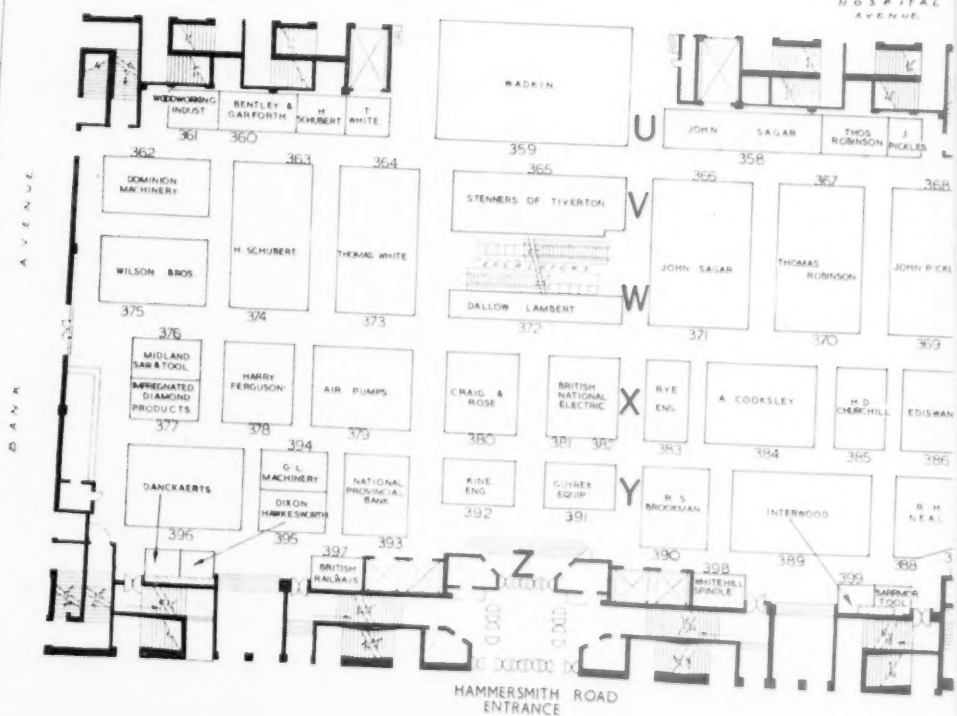 HOSPITAL
AVENUE
WOODWORKING
INDUST
361
BENTLEY &
GARFORTH
360
H.
SCHUBERT
T.
WHITE
WADKIN
359
U
JOHN SAGAR
358
THOS
ROBINSON
J.
PICKLES
362
DOMINION
MACHINERY
363
H. SCHUBERT
374
364
THOMAS WHITE
373
365
STENNERS OF TIVERTON
V
366
JOHN SAGAR
371
367
THOMAS
ROBINSON
370
368
JOHN PICKL
369
WILSON BROS.
375
DALLOW LAMBERT
372
W
BANK AVENUE
376
MIDLAND
SAW & TOOL
IMPREGNATED
DIAMOND
PRODUCTS
377
HARRY
FERGUSON
378
AIR PUMPS
379
CRAIG &
ROSE
380
BRITISH
NATIONAL
ELECTRIC
381 382
X
RYE
ENG
383
A. COOKSLEY
384
H.D.
CHURCHILL
385
EDISWAN
386
DANCKAERTS
396
394
G. L.
MACHINERY
DIXON
HAWKESWORTH
395
NATIONAL
PROVINCIAL
BANK
393
KINE
ENG
392
GUYREX
EQUIP
391
Y
R S
BROOKMAN
390
INTERWOOD
389
R. M.
NEAL
388
397
BRITISH
RAILWAYS
Z
398
WHITEHILL
SPINDLE
399
SARRMOR
TOOL
HAMMERSMITH ROAD
ENTRANCE